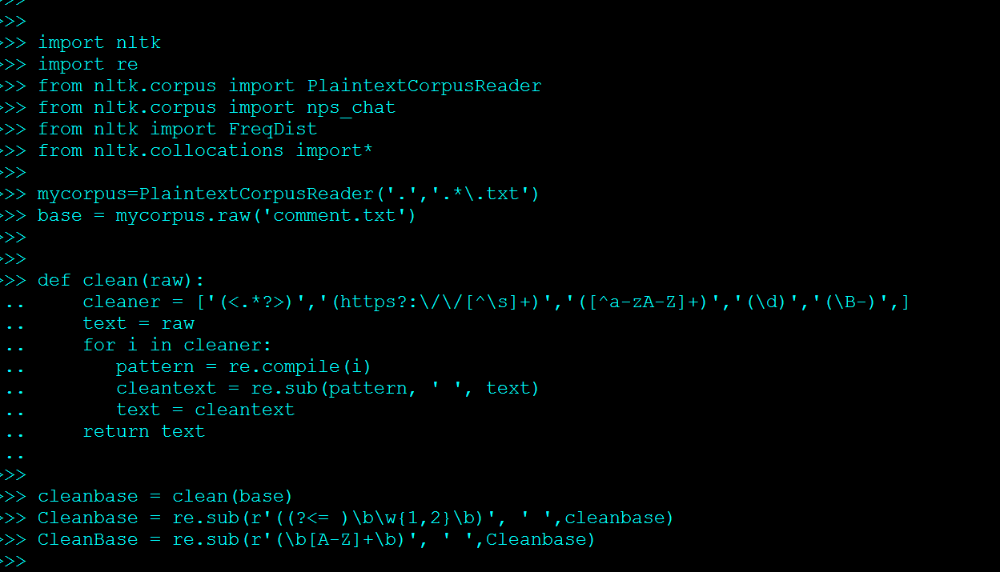 >>>
>>>
>>> import nltk
>>> import re
>>> from nltk.corpus import PlaintextCorpusReader
>>> from nltk.corpus import nps_chat
>>> from nltk import FreqDist
>>> from nltk.collocations import*
>>>
>>> mycorpus=PlaintextCorpusReader('.','.*\.txt')
>>> base = mycorpus.raw('comment.txt')
>>>
>>>
>>> def clean(raw):
..     cleaner = ['(<.*?>)','(https?:\/\/[^\s]+)','([^a-zA-Z]+)','(\d)','(\B-)',]
..     text = raw
..     for i in cleaner:
..        pattern = re.compile(i)
..        cleantext = re.sub(pattern, ' ', text)
..        text = cleantext
..     return text
..
>>>
>>> cleanbase = clean(base)
>>> Cleanbase = re.sub(r'((?<= )\b\w{1,2}\b)', ' ',cleanbase)
>>> CleanBase = re.sub(r'(\b[A-Z]+\b)', ' ',Cleanbase)
>>>